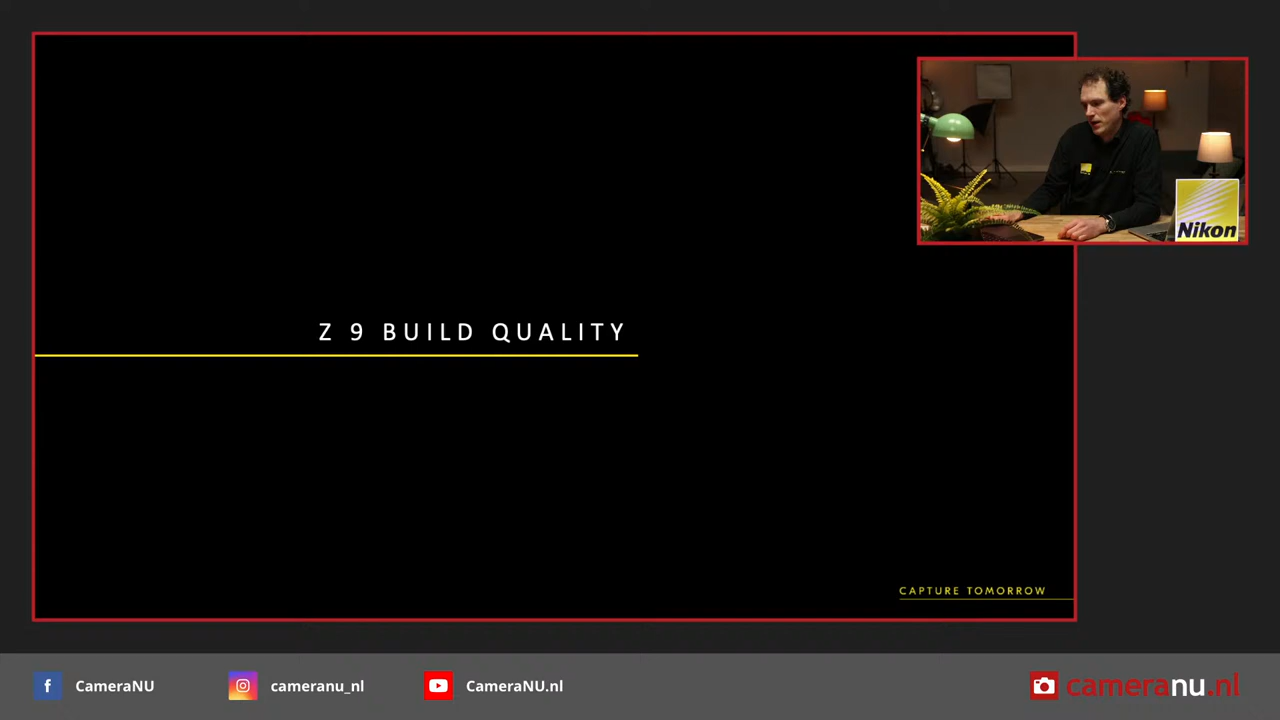 Nikon
Z 9 BUILD QUALITY
CAPTURE TOMORROW
CameraNU
cameranu_nl
CameraNU.nl
cameranu.nl